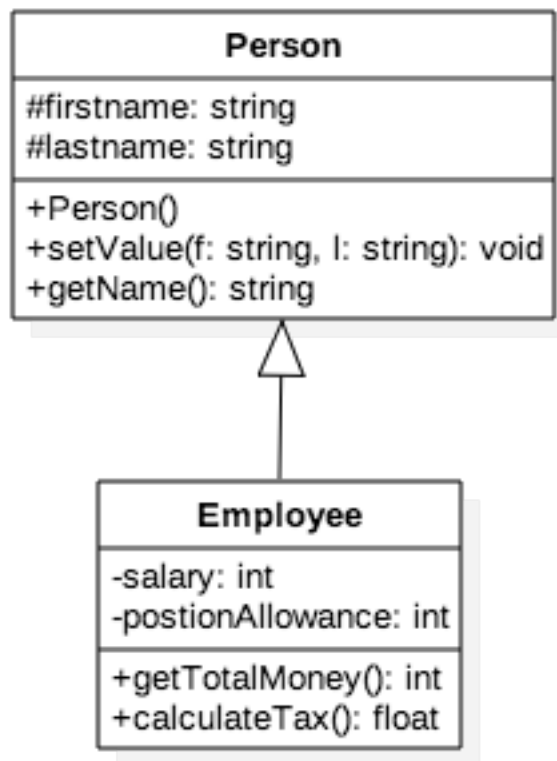 Person
#firstname: string
#lastname: string
+Person()
+setValue(f: string, l: string): void
+getName(): string
Employee
-salary: int
-postionAllowance: int
+getTotalMoney(): int
+calculateTax(): float